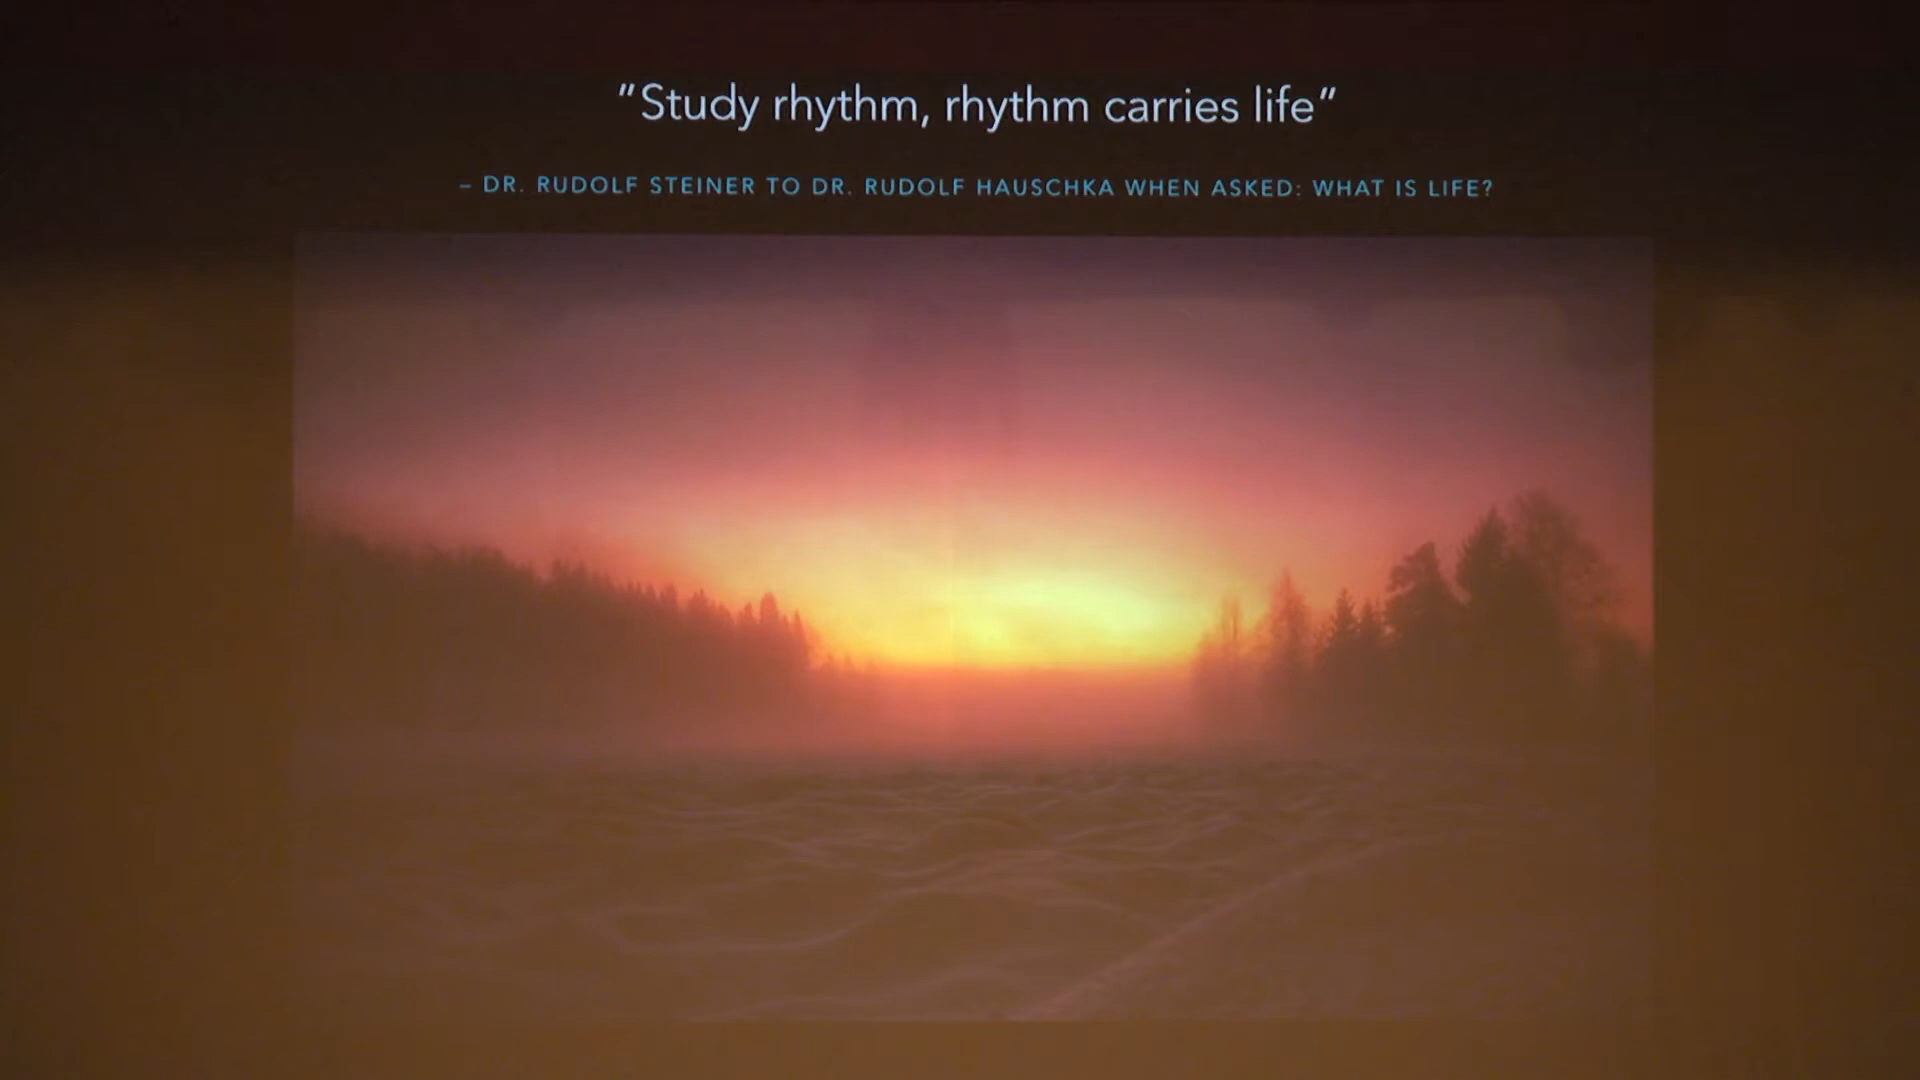 "Study rhythm, rhythm carries life"
– DR. RUDOLF STEINER TO DR. RUDOLF HAUSCHKA WHEN ASKED: WHAT IS LIFE?